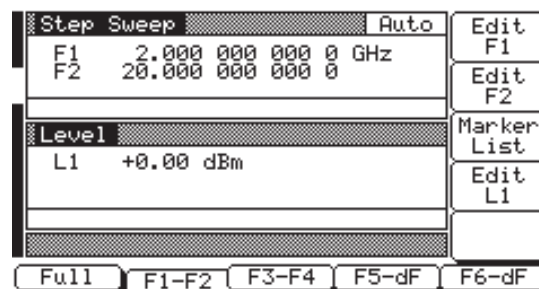 Step Sweep Auto
F1 2.000 000 000 0 GHz
F2 20.000 000 000 0
Level
L1 +0.00 dBm
Edit
F1
Edit
F2
Marker
List
Edit
L1
Full F1-F2 F3-F4 F5-dF F6-dF